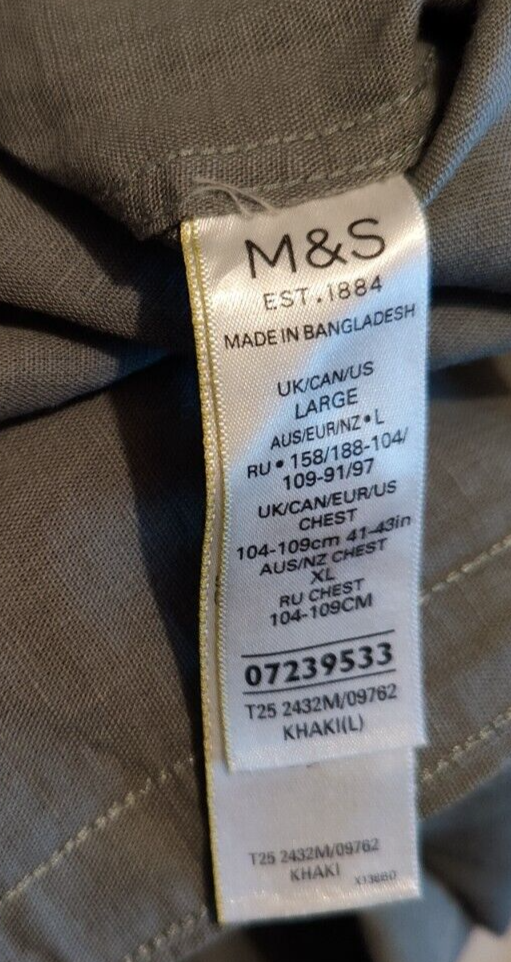 M&S
EST.1884
MADE IN BANGLADESH
UK/CAN/US
LARGE
AUS/EUR/NZ•L
RU•158/188-104/
109-91/97
UK/CAN/EUR/US
CHEST
104-109cm 41-43in
AUS/NZ CHEST
XL
RU CHEST
104-109CM
07239533
T25 2432M/09762
KHAKI(L)
T25 2432M/09762
KHAKI